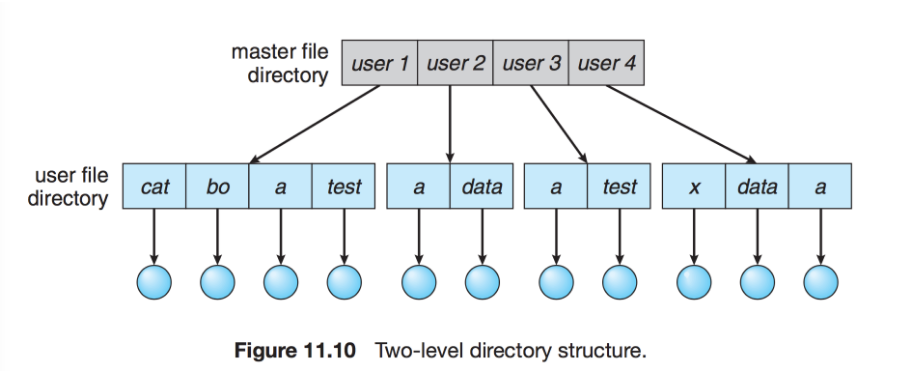 master file
directory
user 1 user 2 user 3 user 4
user file
directory
cat bo a test a data a test x data a
Figure 11.10 Two-level directory structure.